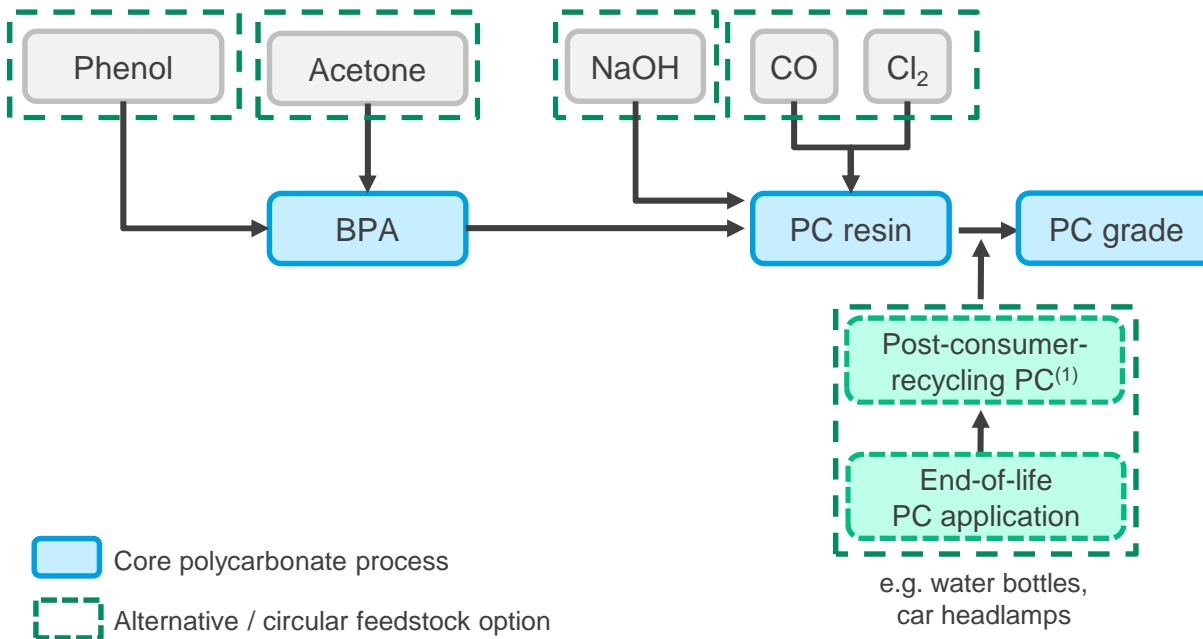 Phenol
Acetone
NaOH
CO
Cl₂
BPA
PC resin
PC grade
Post-consumer-
recycling PC⁽¹⁾
End-of-life
PC application
e.g. water bottles,
car headlamps
Core polycarbonate process
Alternative / circular feedstock option